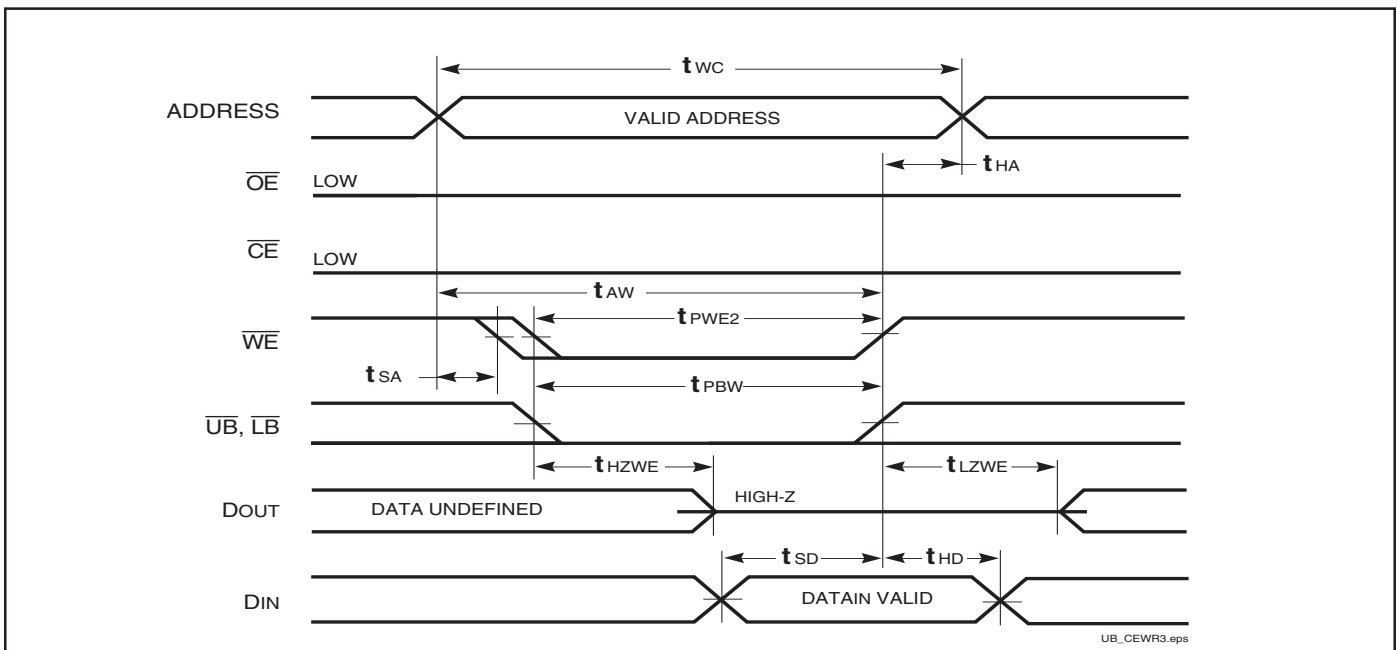 tWC
ADDRESS
VALID ADDRESS
tHA
OE LOW
CE LOW
tAW
WE
tPWE2
tSA
tPBW
UB, LB
tHZWE
tLZWE
DOUT
DATA UNDEFINED
HIGH-Z
tSD
tHD
DIN
DATAIN VALID
UB_CEWR3.eps